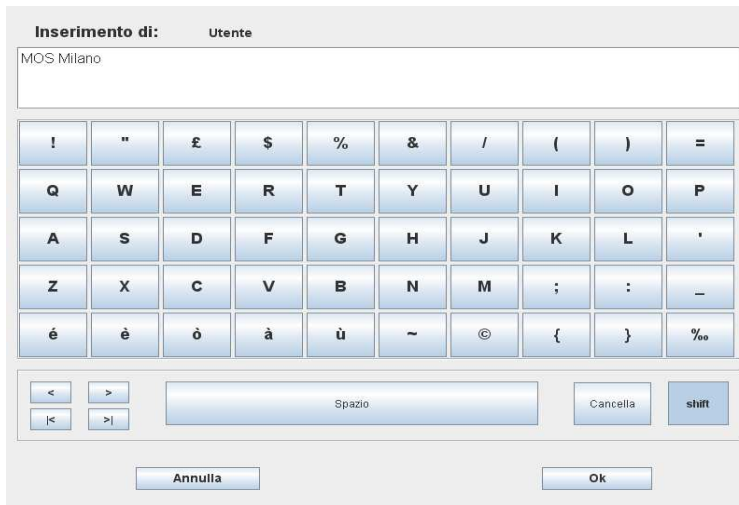 Inserimento di: Utente
MOS Milano
! " £ $ % & / ( ) =
Q W E R T Y U I O P
A S D F G H J K L '
Z X C V B N M ; : _
é è ò à ù ~ © { } ‰
< > Spazio Cancella shift
|< >|
Annulla Ok